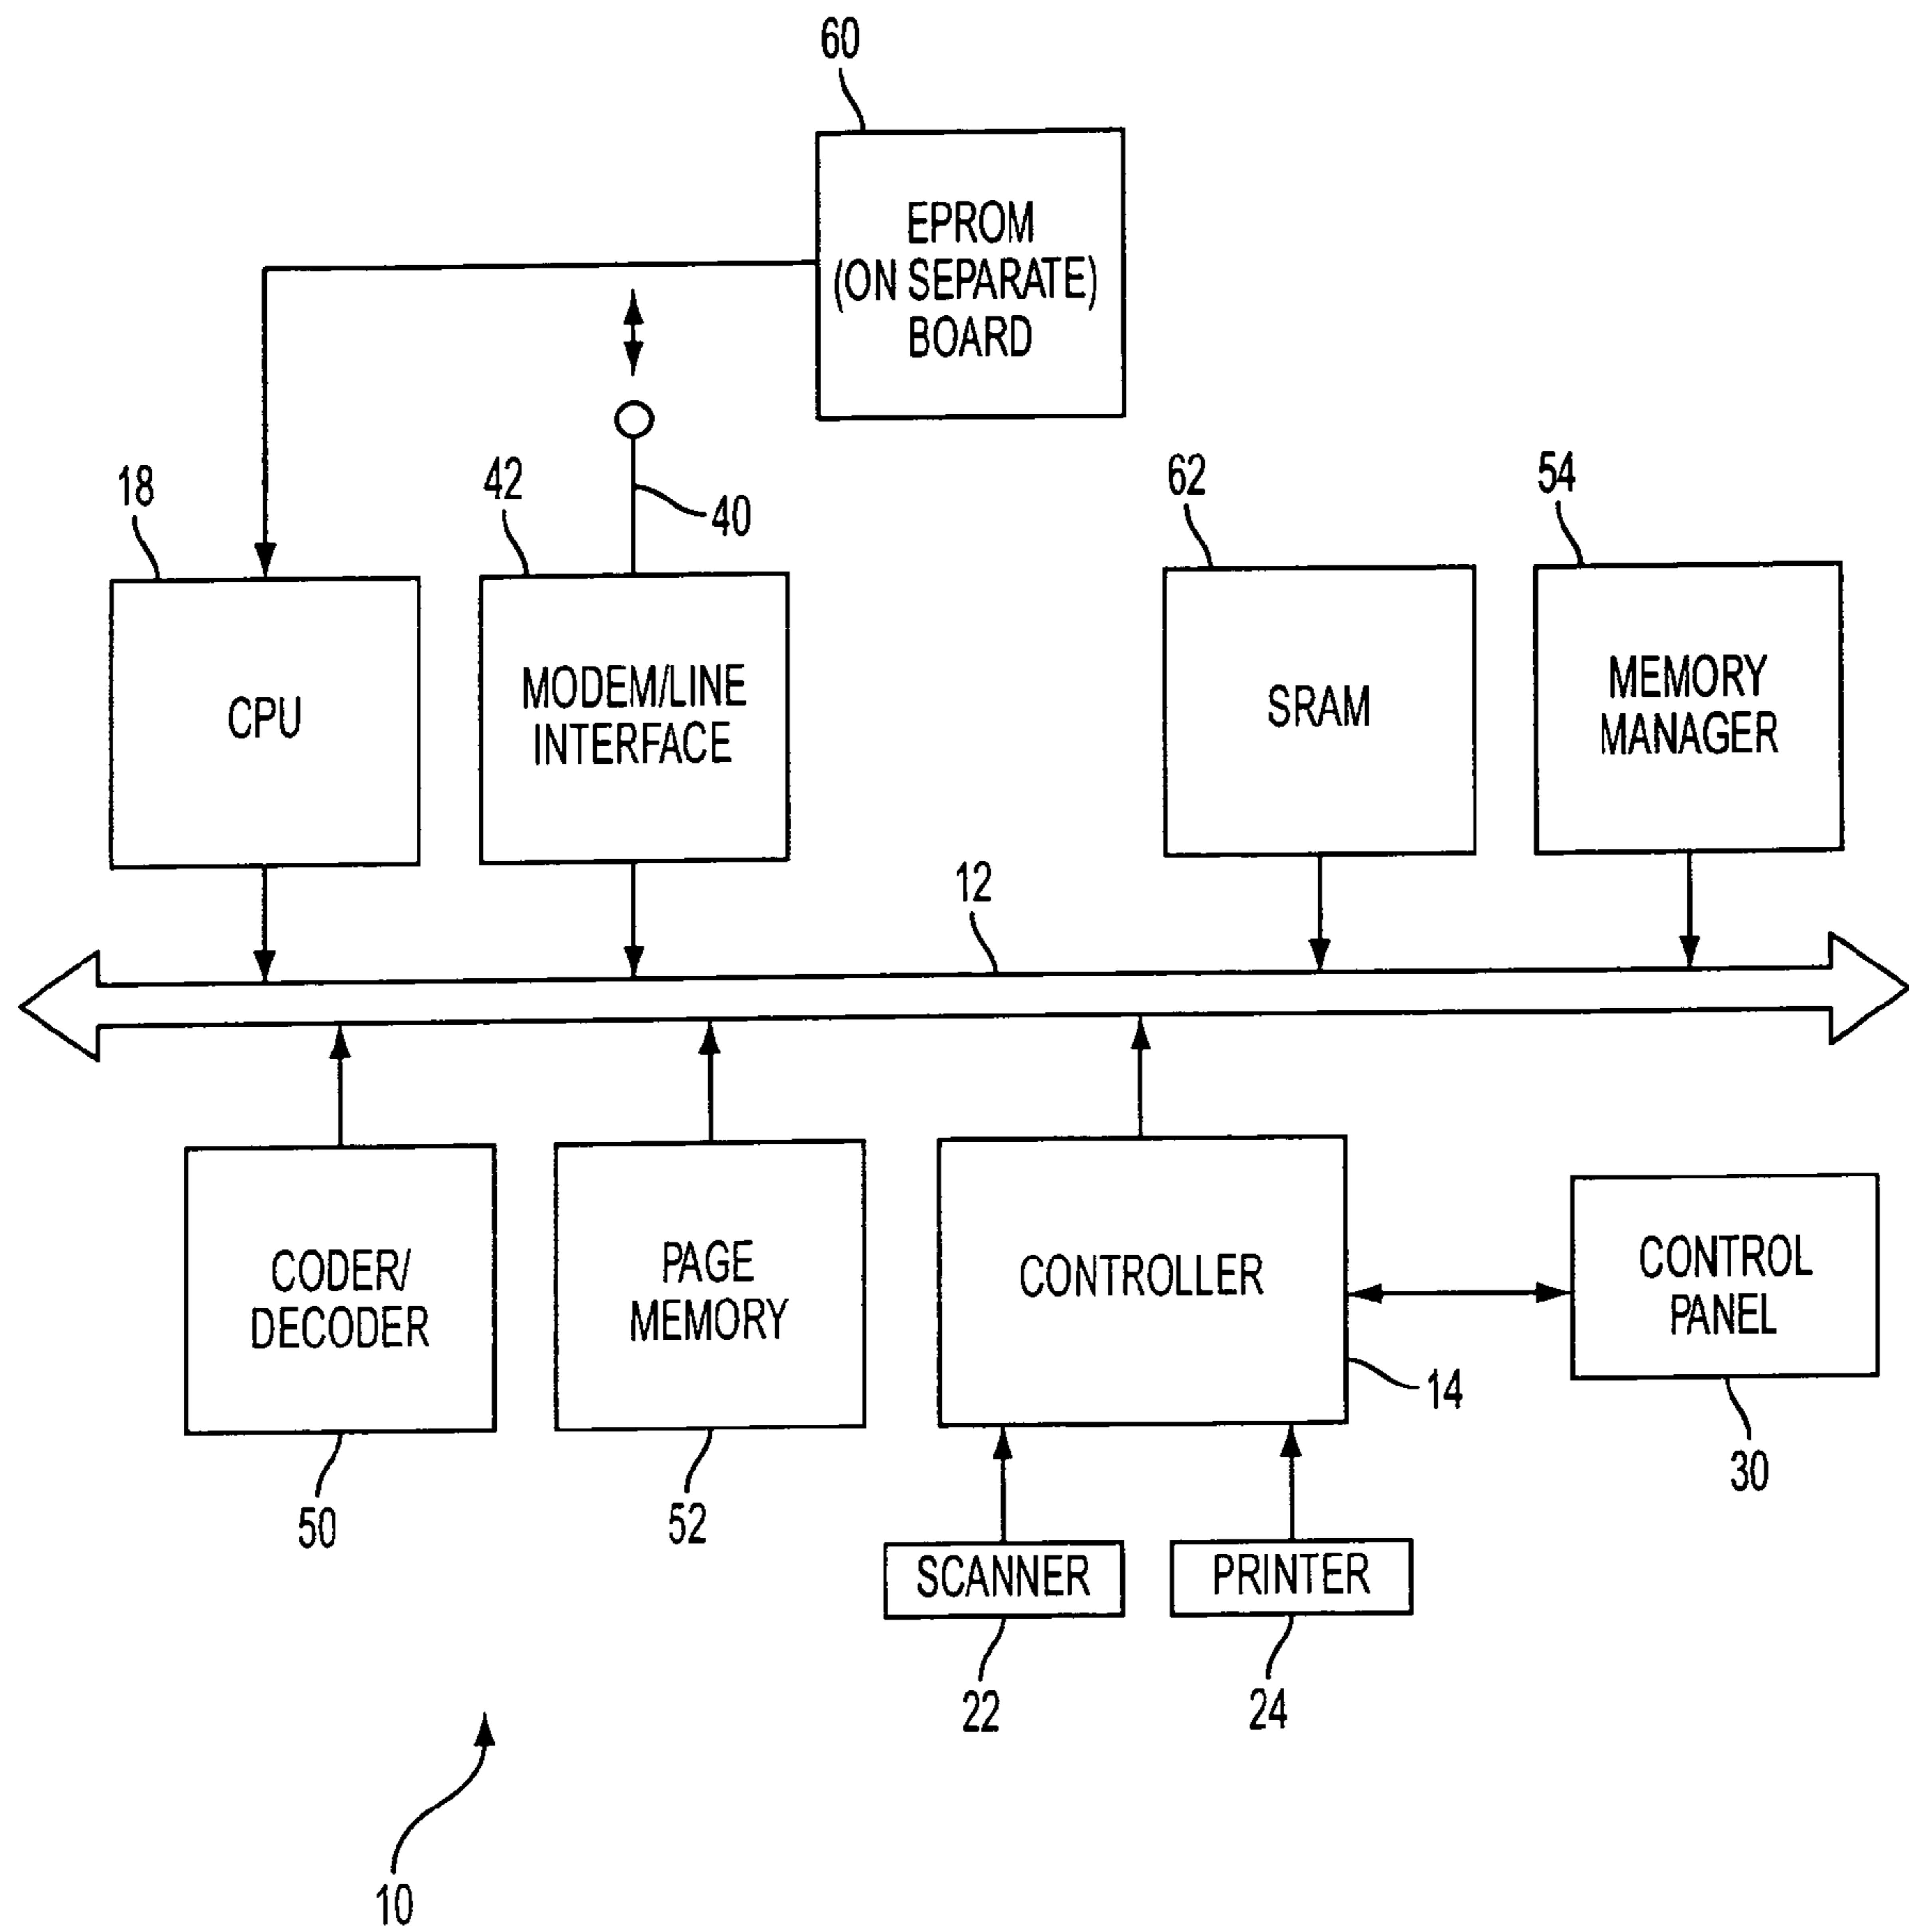 60
EPROM
(ON SEPARATE)
BOARD
18
42
40
62
54
CPU
MODEM/LINE
INTERFACE
SRAM
MEMORY
MANAGER
12
CODER/
DECODER
PAGE
MEMORY
CONTROLLER
CONTROL
PANEL
14
30
50
52
SCANNER
PRINTER
22
24
10